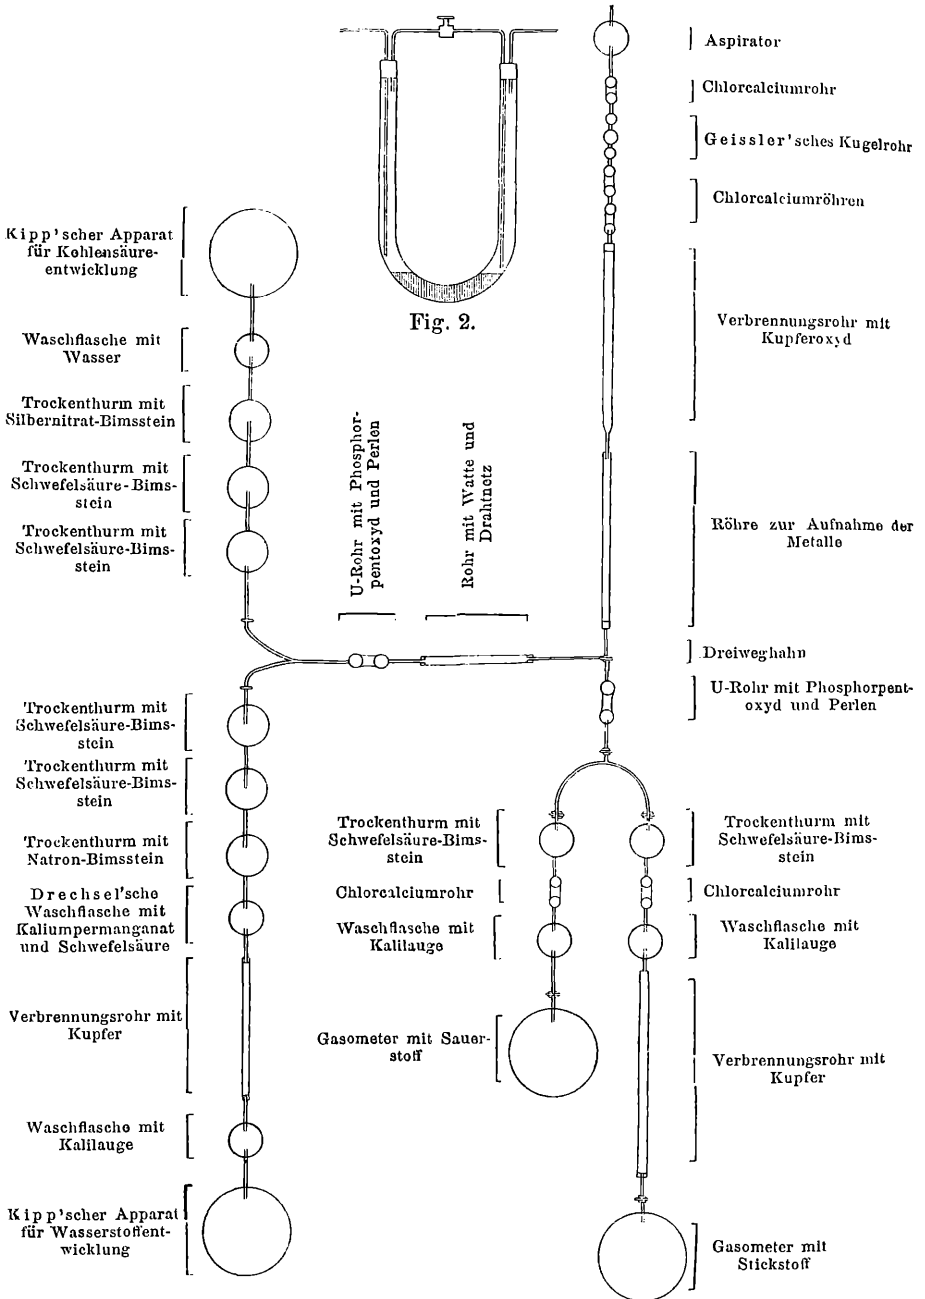 Kipp'scher Apparat
für Kohlensäure-
entwicklung
Waschflasche mit
Wasser
Trockenthurm mit
Silbernitrat-Bimsstein
Trockenthurm mit
Schwefelsäure-Bims-
stein
Trockenthurm mit
Schwefelsäure-Bims-
stein
Trockenthurm mit
Schwefelsäure-Bims-
stein
Trockenthurm mit
Schwefelsäure-Bims-
stein
Trockenthurm mit
Natron-Bimsstein
Drechsel'sche
Waschflasche mit
Kaliumpermanganat
und Schwefelsäure
Verbrennungsrohr mit
Kupfer
Waschflasche mit
Kalilauge
Kipp'scher Apparat
für Wasserstoffent-
wicklung
Fig. 2.
U-Rohr mit Phosphor-
pentoxyd und Perlen
Rohr mit Watte und
Drahtnetz
Trockenthurm mit
Schwefelsäure-Bims-
stein
Chlorcalciumrohr
Waschflasche mit
Kalilauge
Gasometer mit Sauer-
stoff
Aspirator
Chlorcalciumrohr
Geissler'sches Kugelrohr
Chlorcalciumröhren
Verbrennungsrohr mit
Kupferoxyd
Röhre zur Aufnahme der
Metalle
Dreiweghahn
U-Rohr mit Phosphorpent-
oxyd und Perlen
Trockenthurm mit
Schwefelsäure-Bims-
stein
Chlorcalciumrohr
Waschflasche mit
Kalilauge
Verbrennungsrohr mit
Kupfer
Gasometer mit
Stickstoff